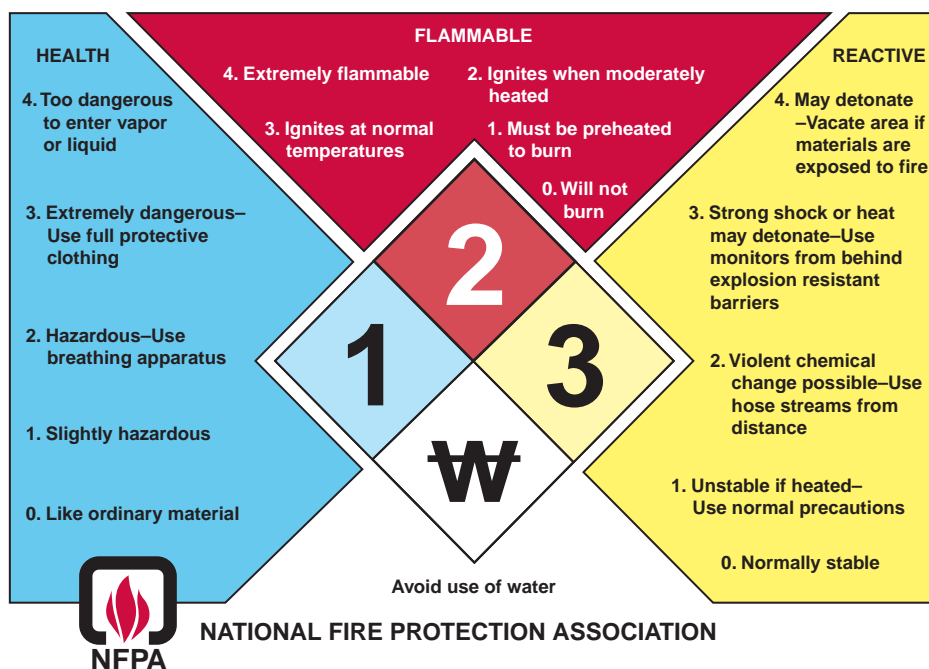 HEALTH
4. Too dangerous
to enter vapor
or liquid
3. Extremely dangerous–
Use full protective
clothing
2. Hazardous–Use
breathing apparatus
1. Slightly hazardous
0. Like ordinary material
FLAMMABLE
4. Extremely flammable
3. Ignites at normal
temperatures
2. Ignites when moderately
heated
1. Must be preheated
to burn
0. Will not
burn
REACTIVE
4. May detonate
–Vacate area if
materials are
exposed to fire
3. Strong shock or heat
may detonate–Use
monitors from behind
explosion resistant
barriers
2. Violent chemical
change possible–Use
hose streams from
distance
1. Unstable if heated–
Use normal precautions
0. Normally stable
2
1
3
W
Avoid use of water
NATIONAL FIRE PROTECTION ASSOCIATION
NFPA